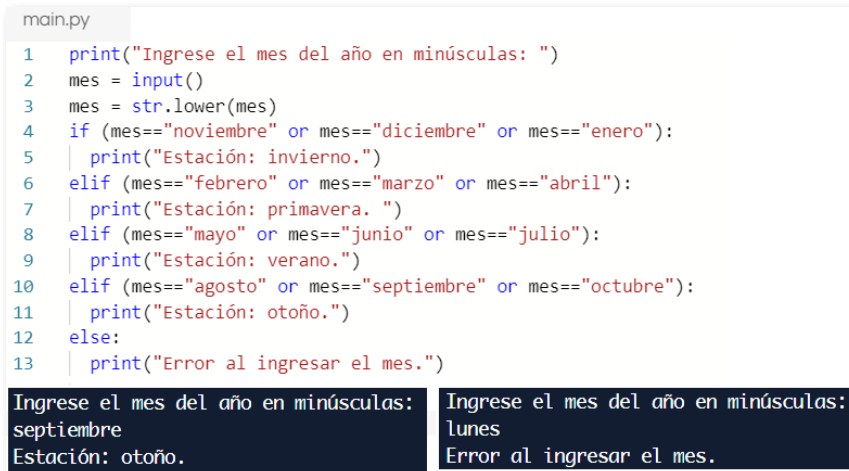 main.py
1 print("Ingrese el mes del año en minúsculas: ")
2 mes = input()
3 mes = str.lower(mes)
4 if (mes=="noviembre" or mes=="diciembre" or mes=="enero"):
5 print("Estación: invierno.")
6 elif (mes=="febrero" or mes=="marzo" or mes=="abril"):
7 print("Estación: primavera. ")
8 elif (mes=="mayo" or mes=="junio" or mes=="julio"):
9 print("Estación: verano.")
10 elif (mes=="agosto" or mes=="septiembre" or mes=="octubre"):
11 print("Estación: otoño.")
12 else:
13 print("Error al ingresar el mes.")
Ingrese el mes del año en minúsculas:
septiembre
Estación: otoño.
Ingrese el mes del año en minúsculas:
lunes
Error al ingresar el mes.